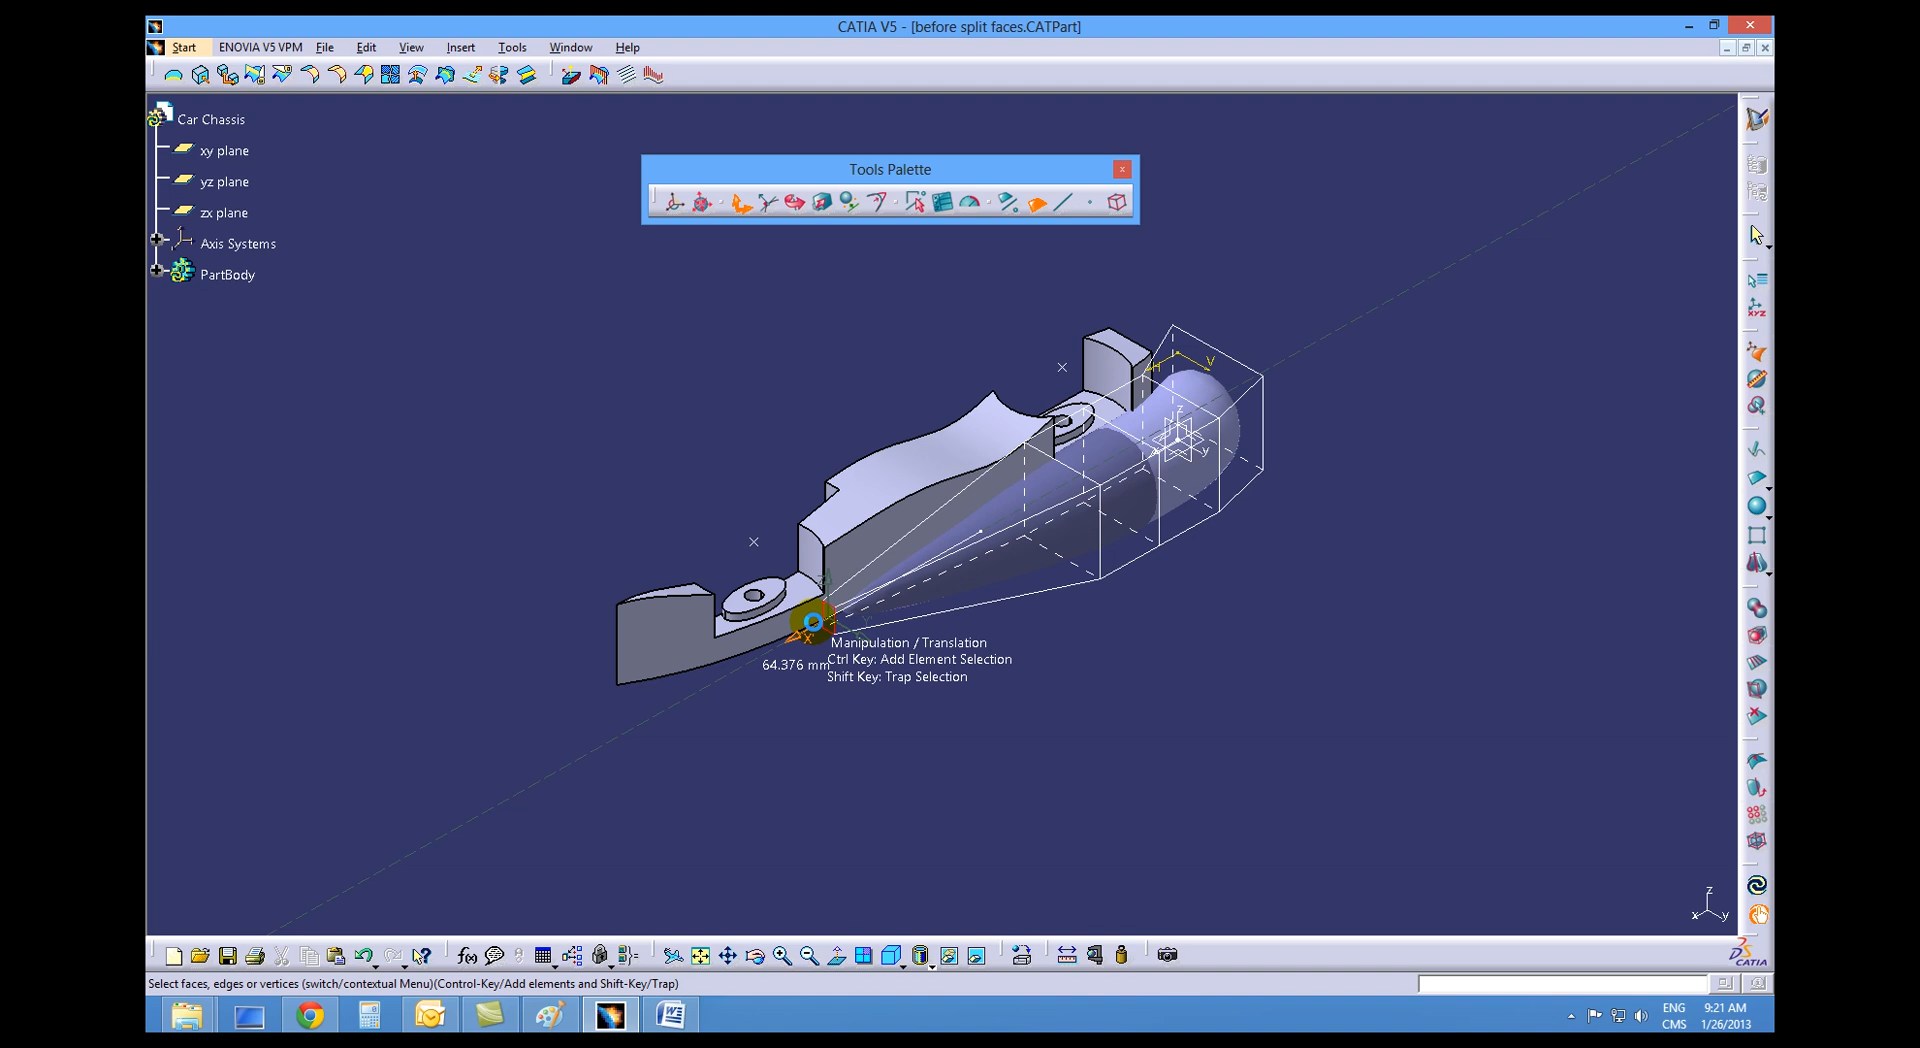 CATIA V5 - [before split faces.CATPart]
Start ENOVIA V5 VPM File Edit View Insert Tools Window Help
Car Chassis
xy plane
yz plane
zx plane
Axis Systems
PartBody
Tools Palette
H V
z
x y
X
Manipulation / Translation
64.376 mm
Ctrl Key: Add Element Selection
Shift Key: Trap Selection
XYZ
z
x y
f(x)
CATIA
Select faces, edges or vertices (switch/contextual Menu)(Control-Key/Add elements and Shift-Key/Trap)
ENG 9:21 AM
CMS 1/26/2013